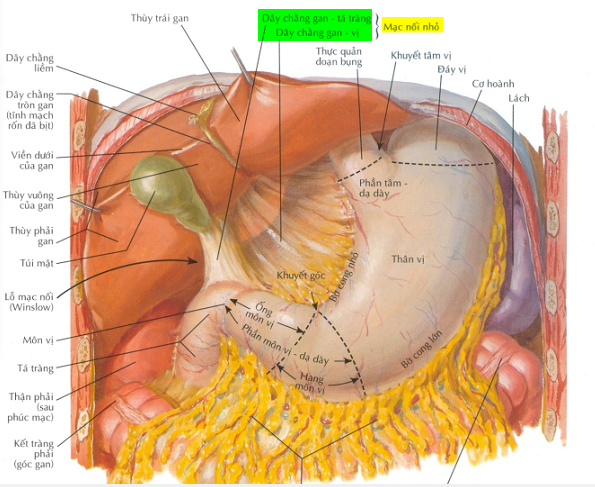 Thùy trái gan
Dây chằng gan - tá tràng
Dây chằng gan - vị
Mạc nối nhỏ
Thực quản
đoạn bụng
Khuyết tâm vị
Đáy vị
Cơ hoành
Lách
Dây chằng
liềm
Dây chằng
tròn gan
(tĩnh mạch
rốn đã bịt)
Viền dưới
của gan
Thùy vuông
của gan
Thùy phải
gan
Túi mật
Lỗ mạc nối
(Winslow)
Môn vị
Tá tràng
Thận phải
(sau
phúc mạc)
Kết tràng
phải
(góc gan)
Phần tâm -
dạ dày
Thân vị
Khuyết góc
Bờ cong nhỏ
Ống
môn vị
Phần môn vị - dạ dày
Hang
môn vị
Bờ cong lớn